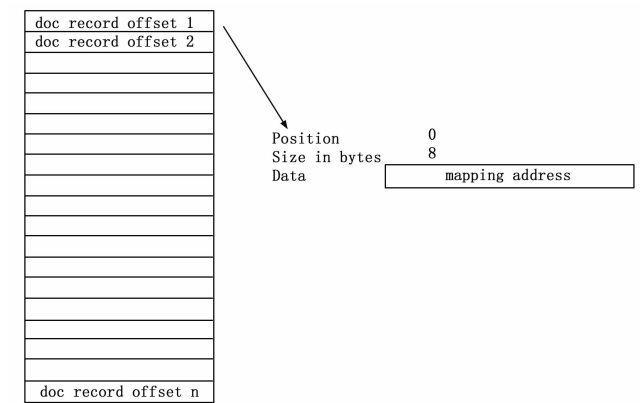 doc record offset 1
doc record offset 2
Position 0
Size in bytes 8
Data mapping address
doc record offset n